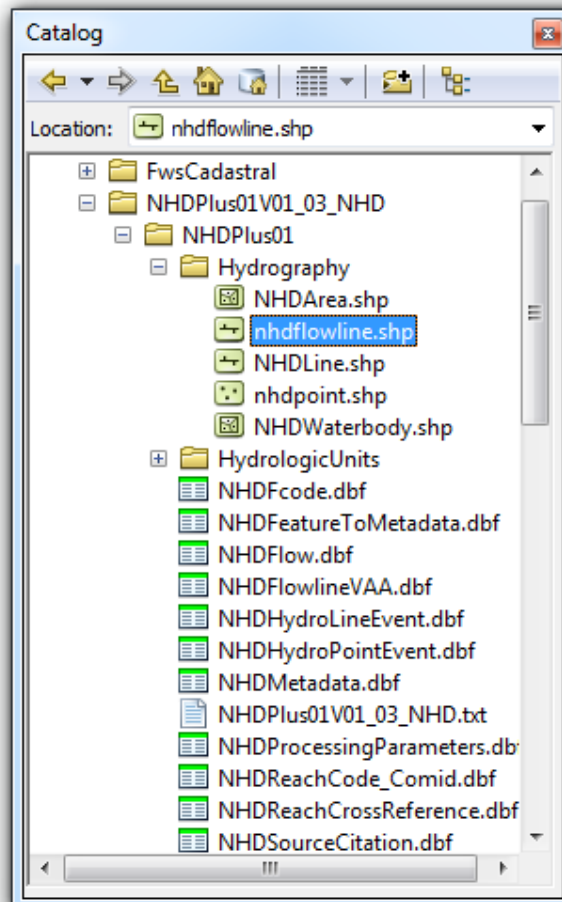 Catalog
Location: nhdflowline.shp
FwsCadastral
NHDPlus01V01_03_NHD
NHDPlus01
Hydrography
NHDArea.shp
nhdflowline.shp
NHDLine.shp
nhdpoint.shp
NHDWaterbody.shp
HydrologicUnits
NHDFcode.dbf
NHDFeatureToMetadata.dbf
NHDFlow.dbf
NHDFlowlineVAA.dbf
NHDHydroLineEvent.dbf
NHDHydroPointEvent.dbf
NHDMetadata.dbf
NHDPlus01V01_03_NHD.txt
NHDProcessingParameters.dbf
NHDReachCode_Comid.dbf
NHDReachCrossReference.dbf
NHDSourceCitation.dbf